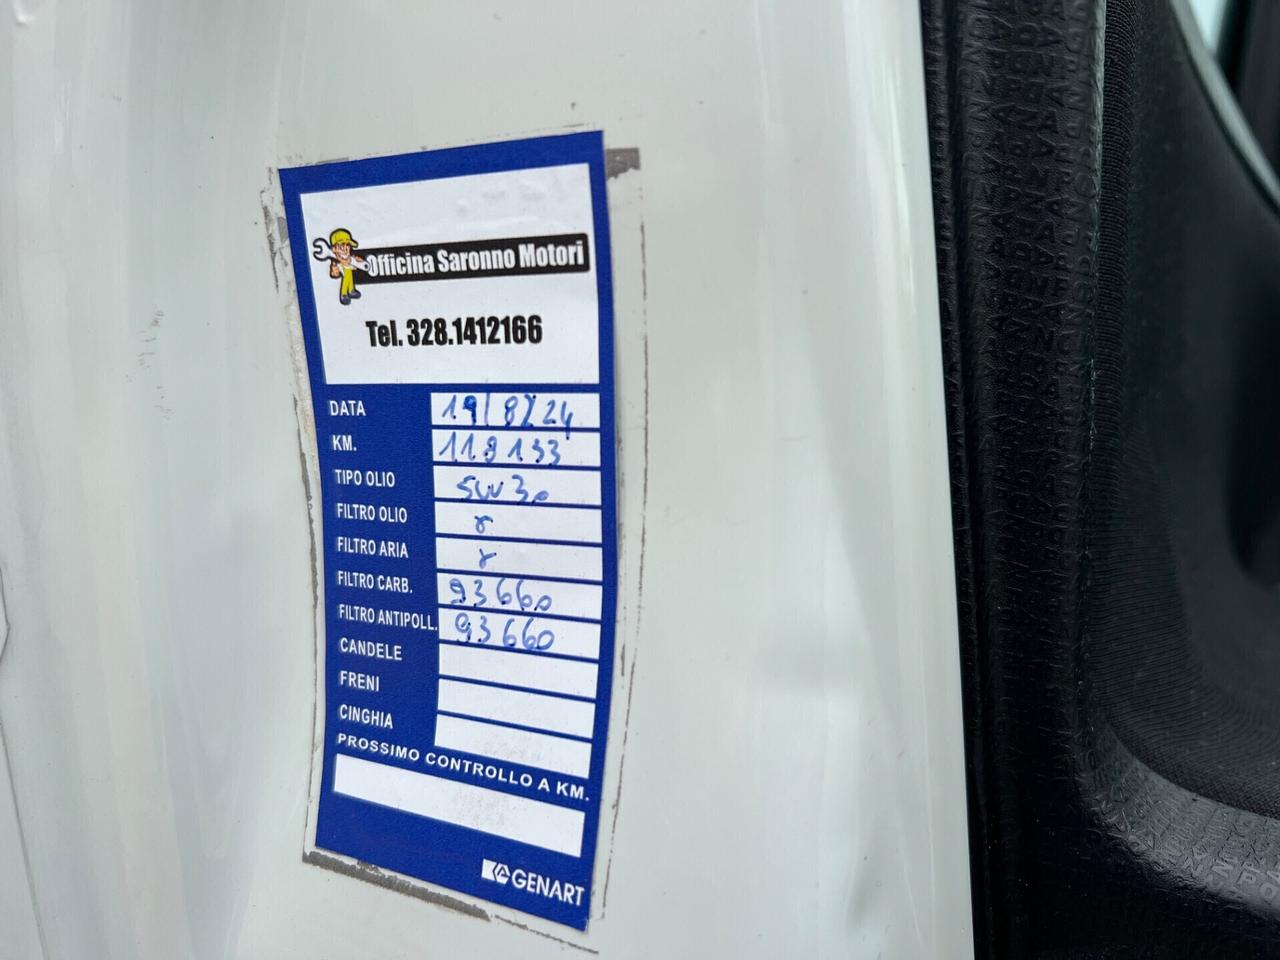 Officina Saronno Motori
Tel. 328.1412166
DATA 19/8/24
KM. 118133
TIPO OLIO 5W30
FILTRO OLIO r
FILTRO ARIA r
FILTRO CARB. 93660
FILTRO ANTIPOLL. 93660
CANDELE
FRENI
CINGHIA
PROSSIMO CONTROLLO A KM.
GENART